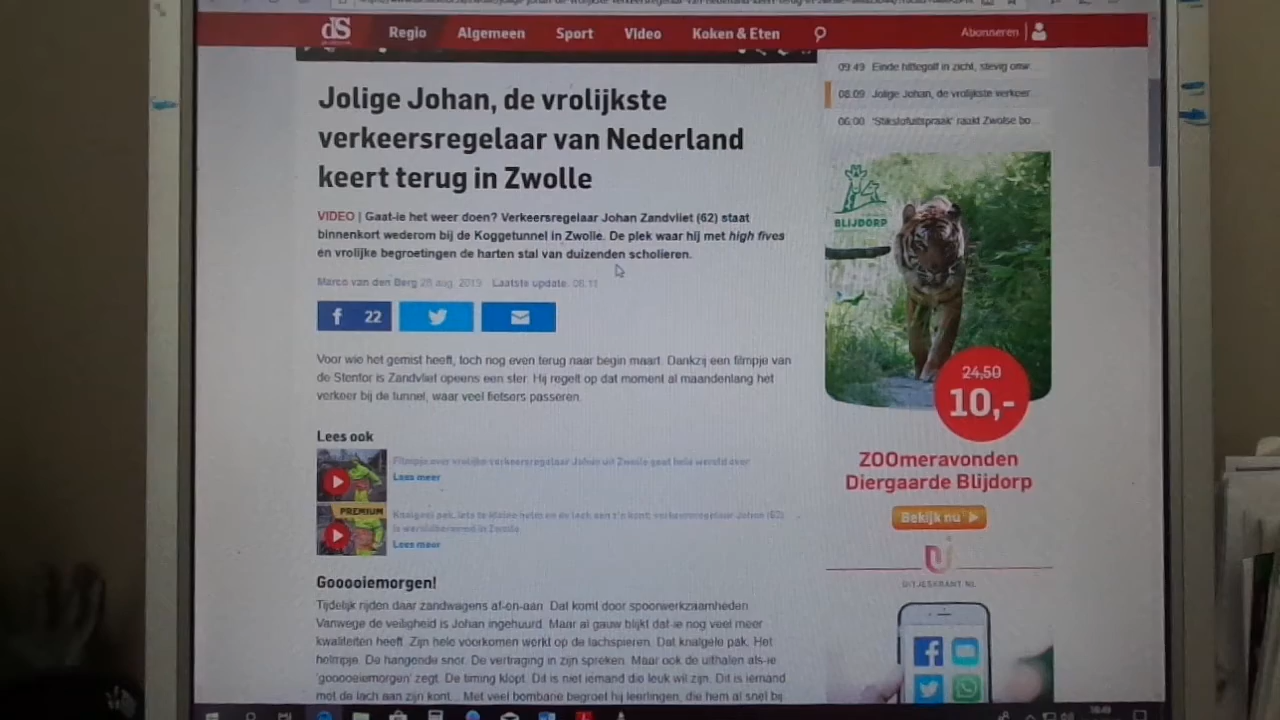 dS
Regio
Algemeen
Sport
Video
Koken & Eten
Abonneren
09:49 Einde hittegolf in zicht, stevig onw...
08:09 Jolige Johan, de vrolijkste verkeer...
06:00 'Stikstofuitspraak' raakt Zwolse bo...
Jolige Johan, de vrolijkste
verkeersregelaar van Nederland
keert terug in Zwolle
VIDEO | Gaat-ie het weer doen? Verkeersregelaar Johan Zandvliet (62) staat
binnenkort wederom bij de Koggetunnel in Zwolle. De plek waar hij met high fives
én vrolijke begroetingen de harten stal van duizenden scholieren.
Marco van den Berg 28 aug. 2019 Laatste update: 08:11
22
Voor wie het gemist heeft, toch nog even terug naar begin maart. Dankzij een filmpje van
de Stentor is Zandvliet opeens een ster. Hij regelt op dat moment al maandenlang het
verkeer bij de tunnel, waar veel fietsers passeren.
Lees ook
Filmpje over vrolijke verkeersregelaar Johan uit Zwolle gaat hele wereld over
Lees meer
PREMIUM
Knalgeel pak, iets te kleine helm en de lach aan z'n kont: verkeersregelaar Johan (62)
is wereldberoemd in Zwolle
Lees meer
Gooooiemorgen!
Tijdelijk rijden daar zandwagens af-en-aan. Dat komt door spoorwerkzaamheden.
Vanwege de veiligheid is Johan ingehuurd. Maar al gauw blijkt dat-ie nog veel meer
kwaliteiten heeft. Zijn hele voorkomen werkt op de lachspieren. Dat knalgele pak. Het
helmpje. De hangende snor. De vertraging in zijn spreken. Maar ook de uithalen als-ie
'gooooiemorgen' zegt. De timing klopt. Dit is niet iemand die leuk wil zijn. Dit is iemand
met de lach aan zijn kont... Met veel bombarie begroet hij leerlingen, die hem al snel bij
BLIJDORP
24,50
10,-
ZOOmeravonden
Diergaarde Blijdorp
Bekijk nu
UITJESKRANT.NL